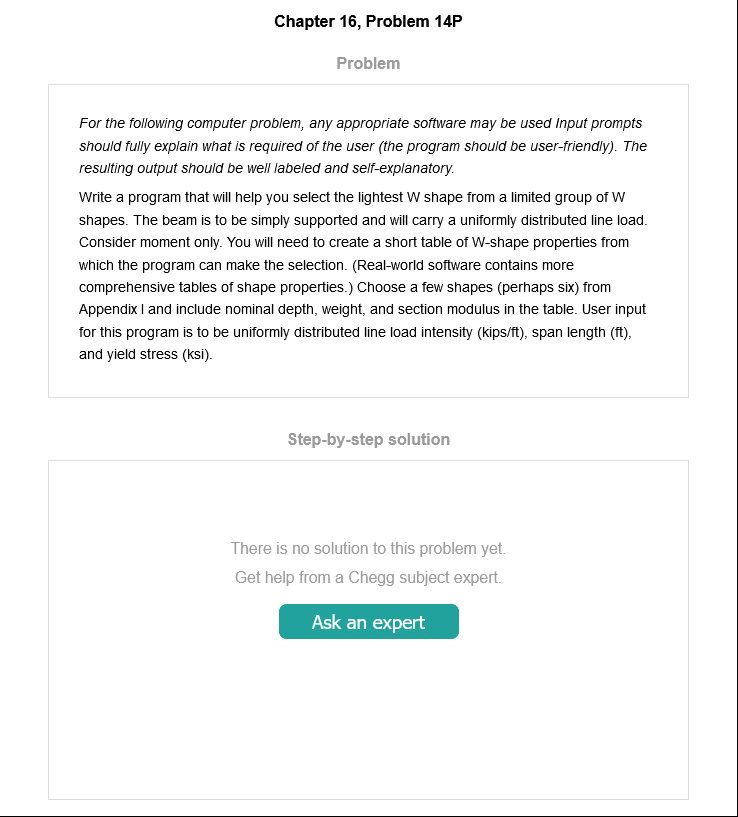 Chapter 16, Problem 14P
Problem
For the following computer problem, any appropriate software may be used Input prompts
should fully explain what is required of the user (the program should be user-friendly). The
resulting output should be well labeled and self-explanatory.
Write a program that will help you select the lightest W shape from a limited group of W
shapes. The beam is to be simply supported and will carry a uniformly distributed line load.
Consider moment only. You will need to create a short table of W-shape properties from
which the program can make the selection. (Real-world software contains more
comprehensive tables of shape properties.) Choose a few shapes (perhaps six) from
Appendix I and include nominal depth, weight, and section modulus in the table. User input
for this program is to be uniformly distributed line load intensity (kips/ft), span length (ft),
and yield stress (ksi).
Step-by-step solution
There is no solution to this problem yet.
Get help from a Chegg subject expert.
Ask an expert